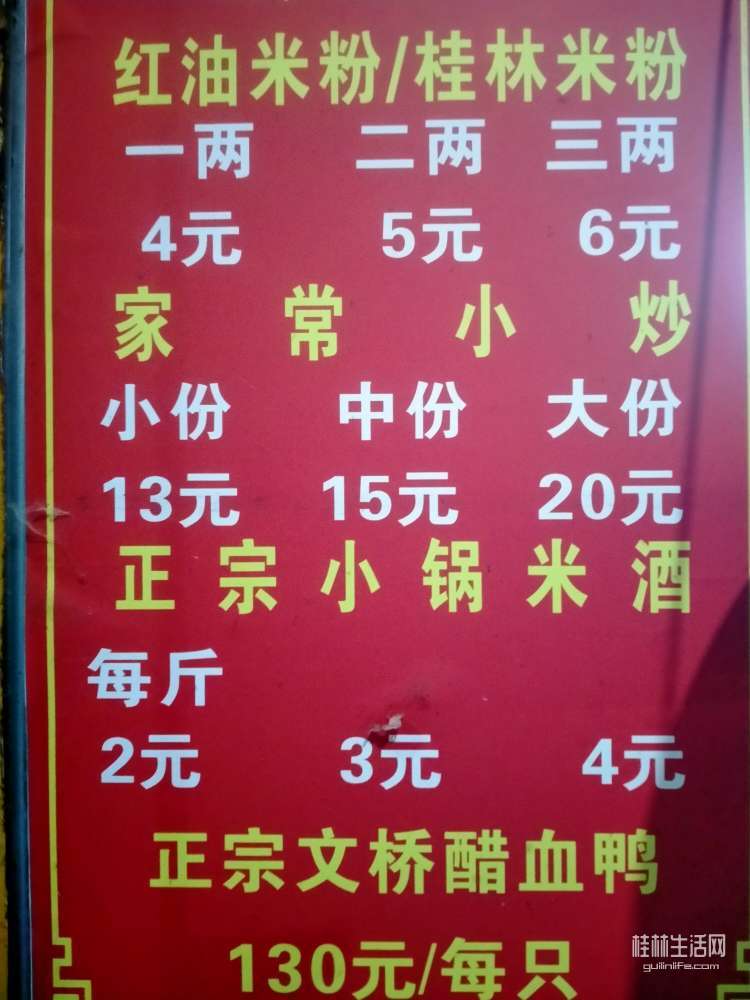 红油米粉/桂林米粉
一两 二两 三两
4元 5元 6元
家常小炒
小份 中份 大份
13元 15元 20元
正宗小锅米酒
每斤
2元 3元 4元
正宗文桥醋血鸭
130元/每只
桂林生活网
guilinlife.com